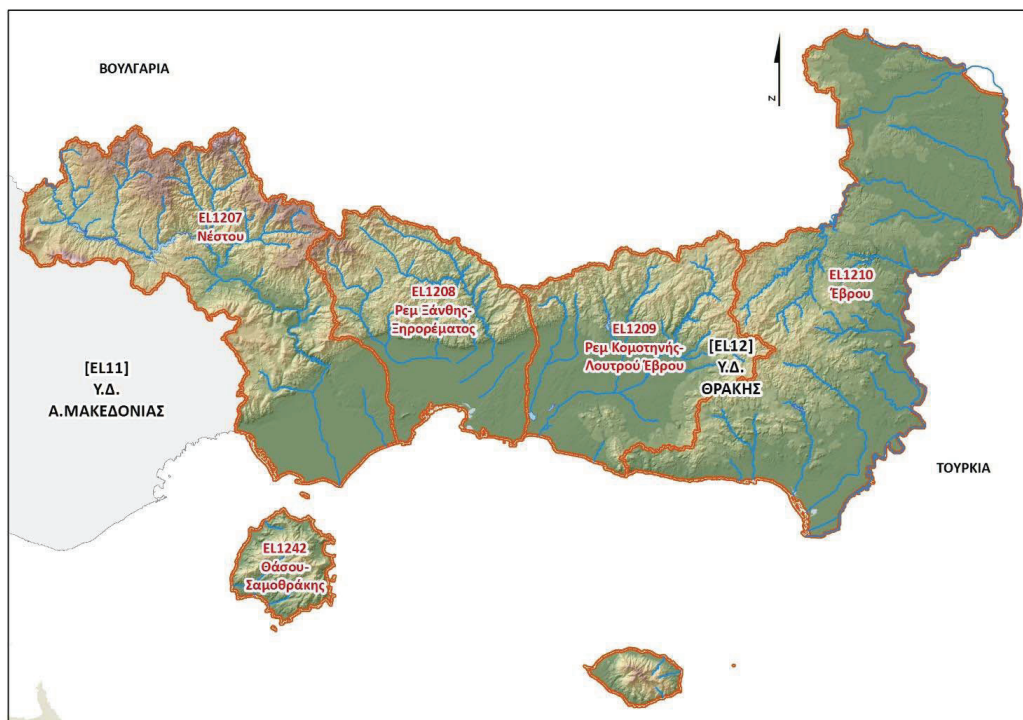 ΒΟΥΛΓΑΡΙΑ
N
EL1207
Νέστου
EL1208
Ρεμ Ξάνθης-
Ξηρορέματος
EL1209
Ρεμ Κομοτηνής-
Λουτρού Έβρου
EL1210
Έβρου
[EL12]
Υ.Δ.
ΘΡΑΚΗΣ
[EL11]
Υ.Δ.
Α.ΜΑΚΕΔΟΝΙΑΣ
ΤΟΥΡΚΙΑ
EL1242
Θάσου-
Σαμοθράκης